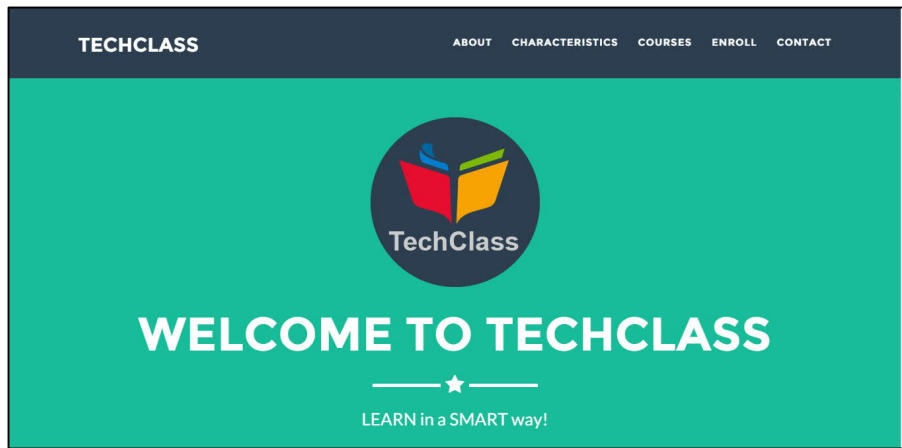 TECHCLASS
ABOUT CHARACTERISTICS COURSES ENROLL CONTACT
TechClass
WELCOME TO TECHCLASS
LEARN in a SMART way!